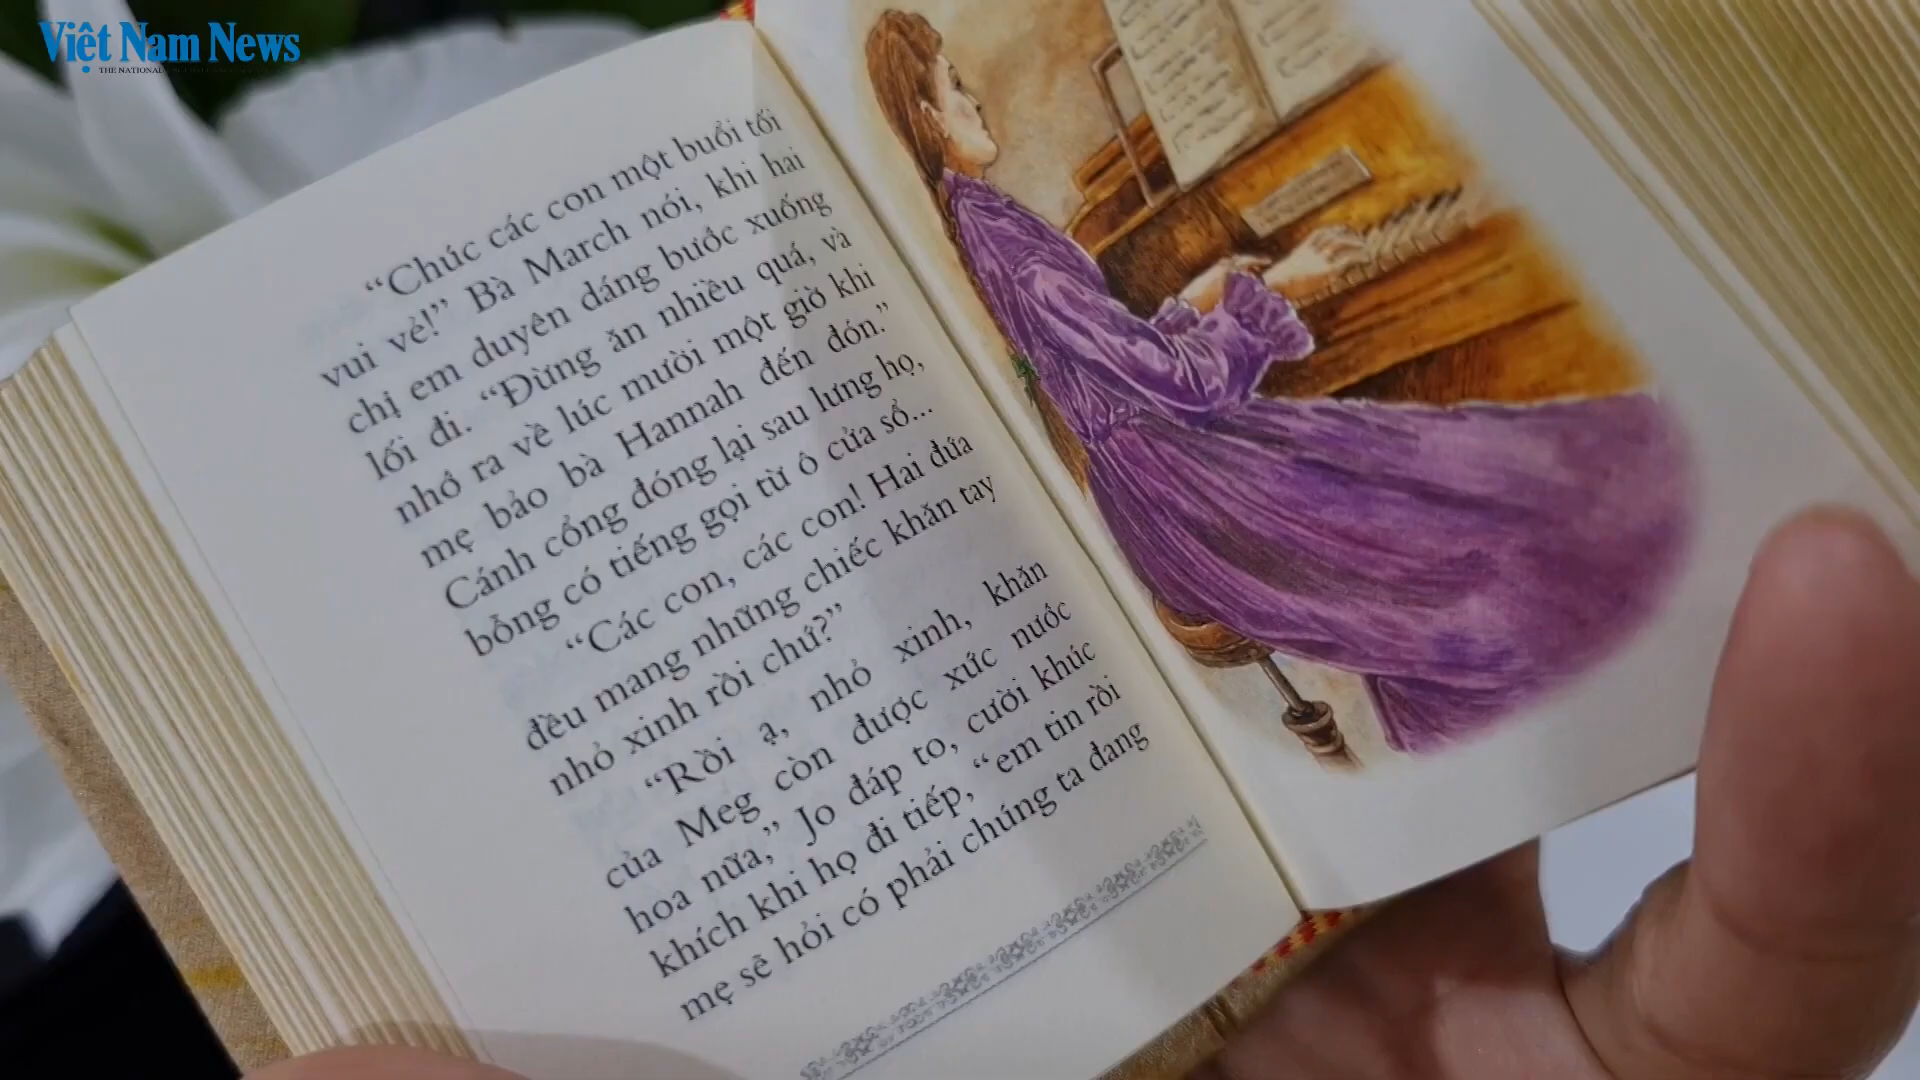 Việt Nam News
THE NATIONAL
“Chúc các con một buổi tối
vui vẻ!” Bà March nói, khi hai
chị em duyên dáng bước xuống
lối đi. “Đừng ăn nhiều quá, và
nhớ ra về lúc mười một giờ khi
mẹ bảo bà Hannah đến đón.”
Cánh cổng đóng lại sau lưng họ,
bỗng có tiếng gọi từ ô cửa sổ...
“Các con, các con! Hai đứa
đều mang những chiếc khăn tay
nhỏ xinh rồi chứ?”
“Rồi ạ, nhỏ xinh, khăn
của Meg còn được xức nước
hoa nữa,” Jo đáp to, cười khúc
khích khi họ đi tiếp, “em tin rồi
mẹ sẽ hỏi có phải chúng ta đang